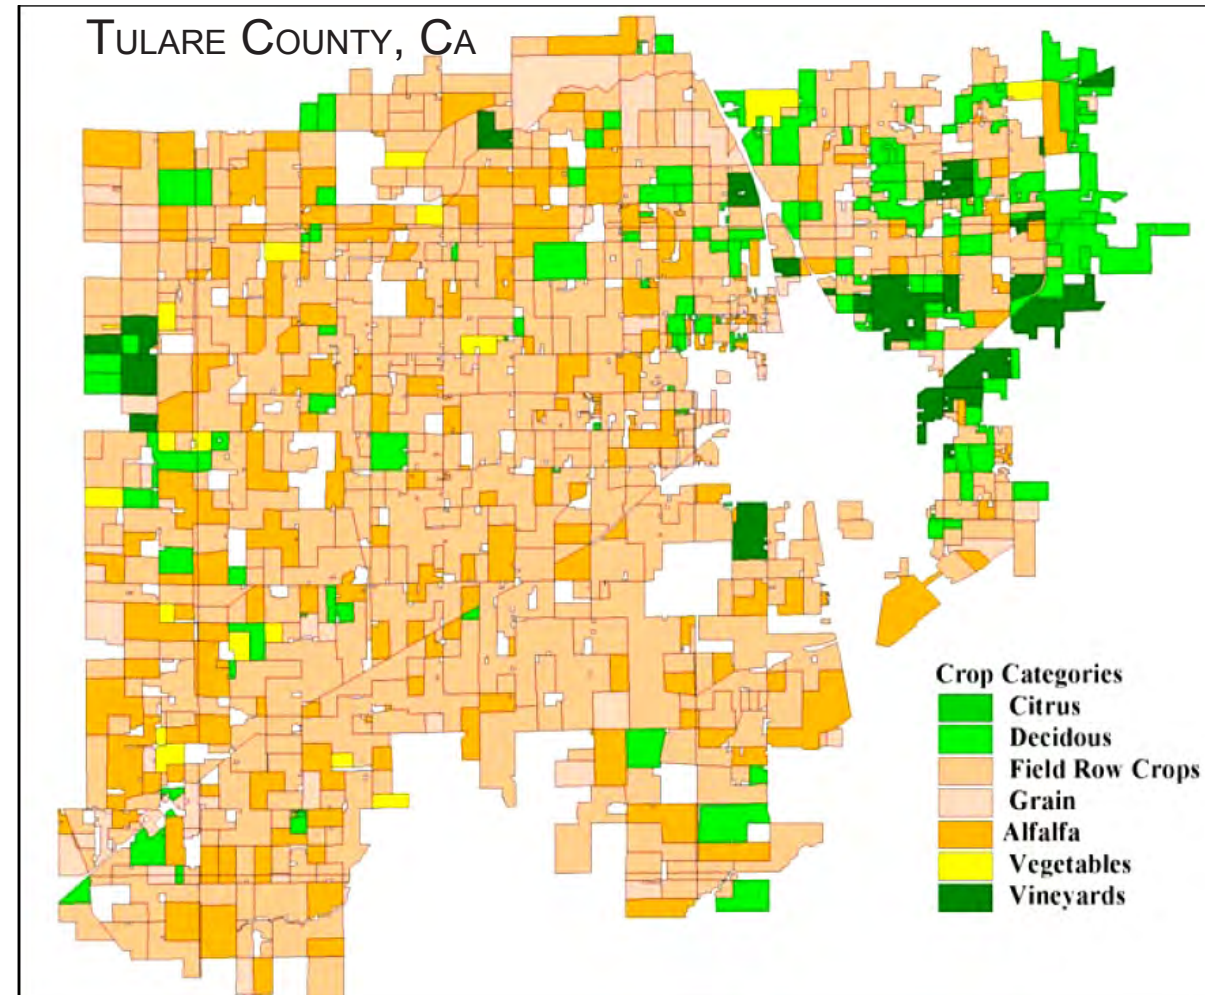 TULARE COUNTY, CA
Crop Categories
Citrus
Decidous
Field Row Crops
Grain
Alfalfa
Vegetables
Vineyards